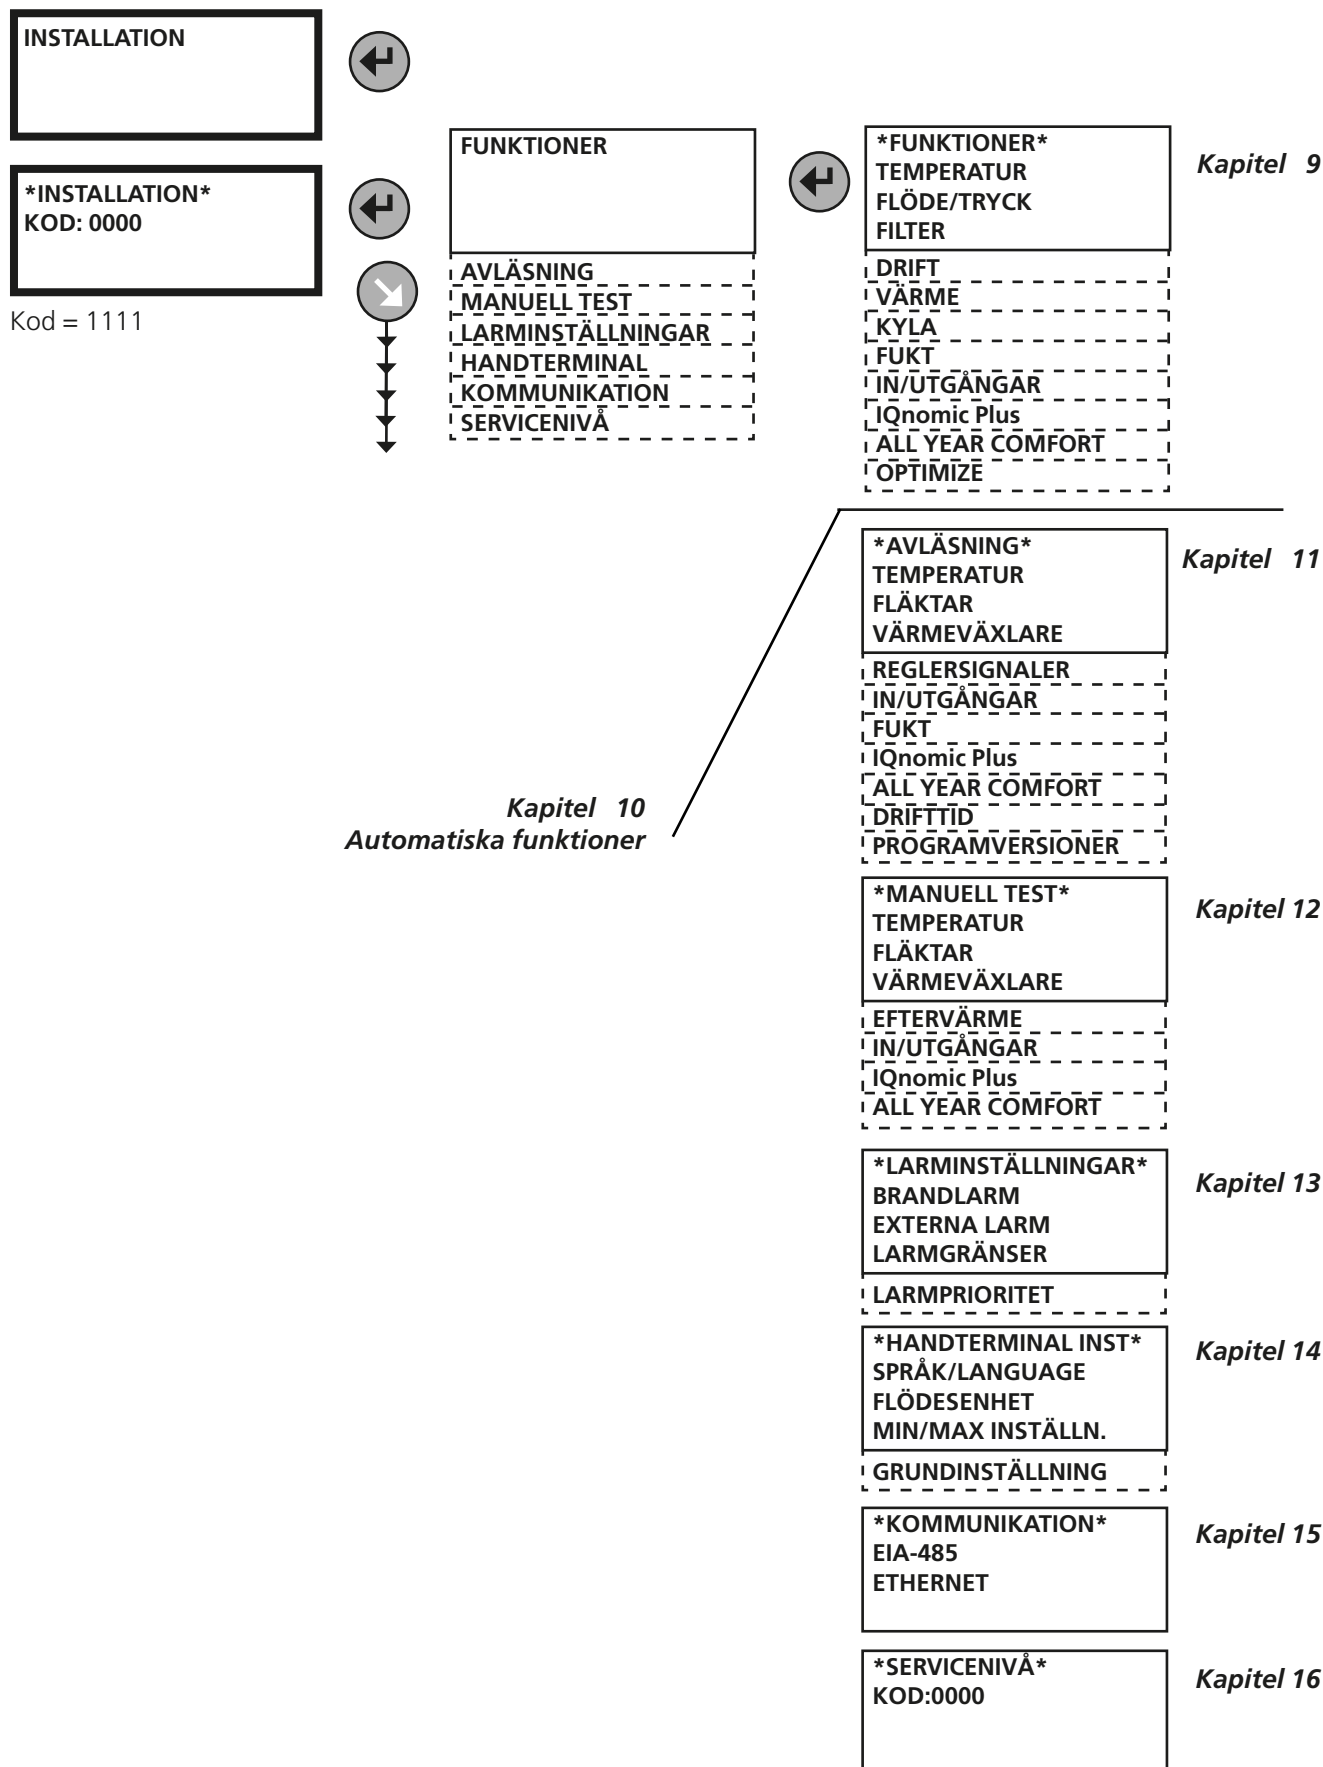 INSTALLATION
*INSTALLATION*
KOD: 0000
Kod = 1111
FUNKTIONER
AVLÄSNING
MANUELL TEST
LARMINSTÄLLNINGAR
HANDTERMINAL
KOMMUNIKATION
SERVICENIVÅ
*FUNKTIONER*
TEMPERATUR
FLÖDE/TRYCK
FILTER
DRIFT
VÄRME
KYLA
FUKT
IN/UTGÅNGAR
IQnomic Plus
ALL YEAR COMFORT
OPTIMIZE
Kapitel 9
Kapitel 10
Automatiska funktioner
*AVLÄSNING*
TEMPERATUR
FLÄKTAR
VÄRMEVÄXLARE
REGLERSIGNALER
IN/UTGÅNGAR
FUKT
IQnomic Plus
ALL YEAR COMFORT
DRIFTTID
PROGRAMVERSIONER
Kapitel 11
*MANUELL TEST*
TEMPERATUR
FLÄKTAR
VÄRMEVÄXLARE
EFTERVÄRME
IN/UTGÅNGAR
IQnomic Plus
ALL YEAR COMFORT
Kapitel 12
*LARMINSTÄLLNINGAR*
BRANDLARM
EXTERNA LARM
LARMGRÄNSER
LARMPRIORITET
Kapitel 13
*HANDTERMINAL INST*
SPRÅK/LANGUAGE
FLÖDESENHET
MIN/MAX INSTÄLLN.
GRUNDINSTÄLLNING
Kapitel 14
*KOMMUNIKATION*
EIA-485
ETHERNET
Kapitel 15
*SERVICENIVÅ*
KOD:0000
Kapitel 16